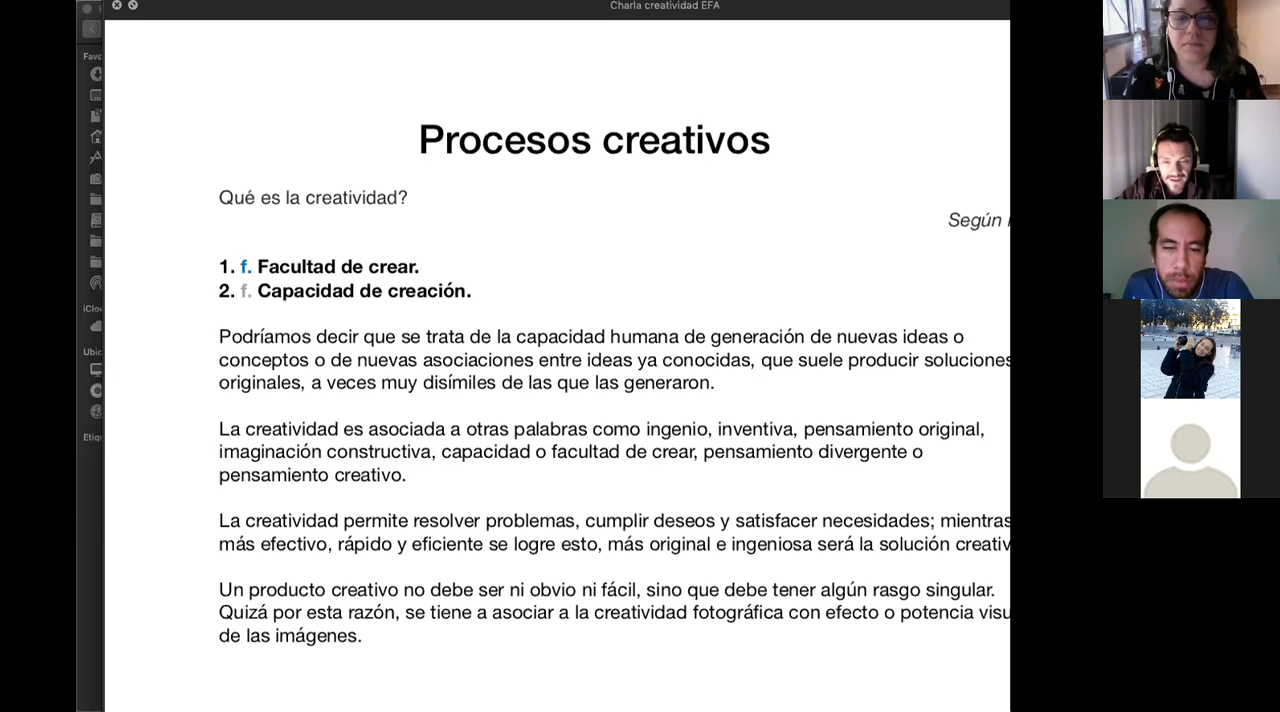 Charla creatividad EFA
Favo
iClou
Ubic
Etiqu
Procesos creativos
Qué es la creatividad?
Según
1. f. Facultad de crear.
2. f. Capacidad de creación.
Podríamos decir que se trata de la capacidad humana de generación de nuevas ideas o
conceptos o de nuevas asociaciones entre ideas ya conocidas, que suele producir soluciones
originales, a veces muy disímiles de las que las generaron.
La creatividad es asociada a otras palabras como ingenio, inventiva, pensamiento original,
imaginación constructiva, capacidad o facultad de crear, pensamiento divergente o
pensamiento creativo.
La creatividad permite resolver problemas, cumplir deseos y satisfacer necesidades; mientras
más efectivo, rápido y eficiente se logre esto, más original e ingeniosa será la solución creativ
Un producto creativo no debe ser ni obvio ni fácil, sino que debe tener algún rasgo singular.
Quizá por esta razón, se tiene a asociar a la creatividad fotográfica con efecto o potencia visu
de las imágenes.